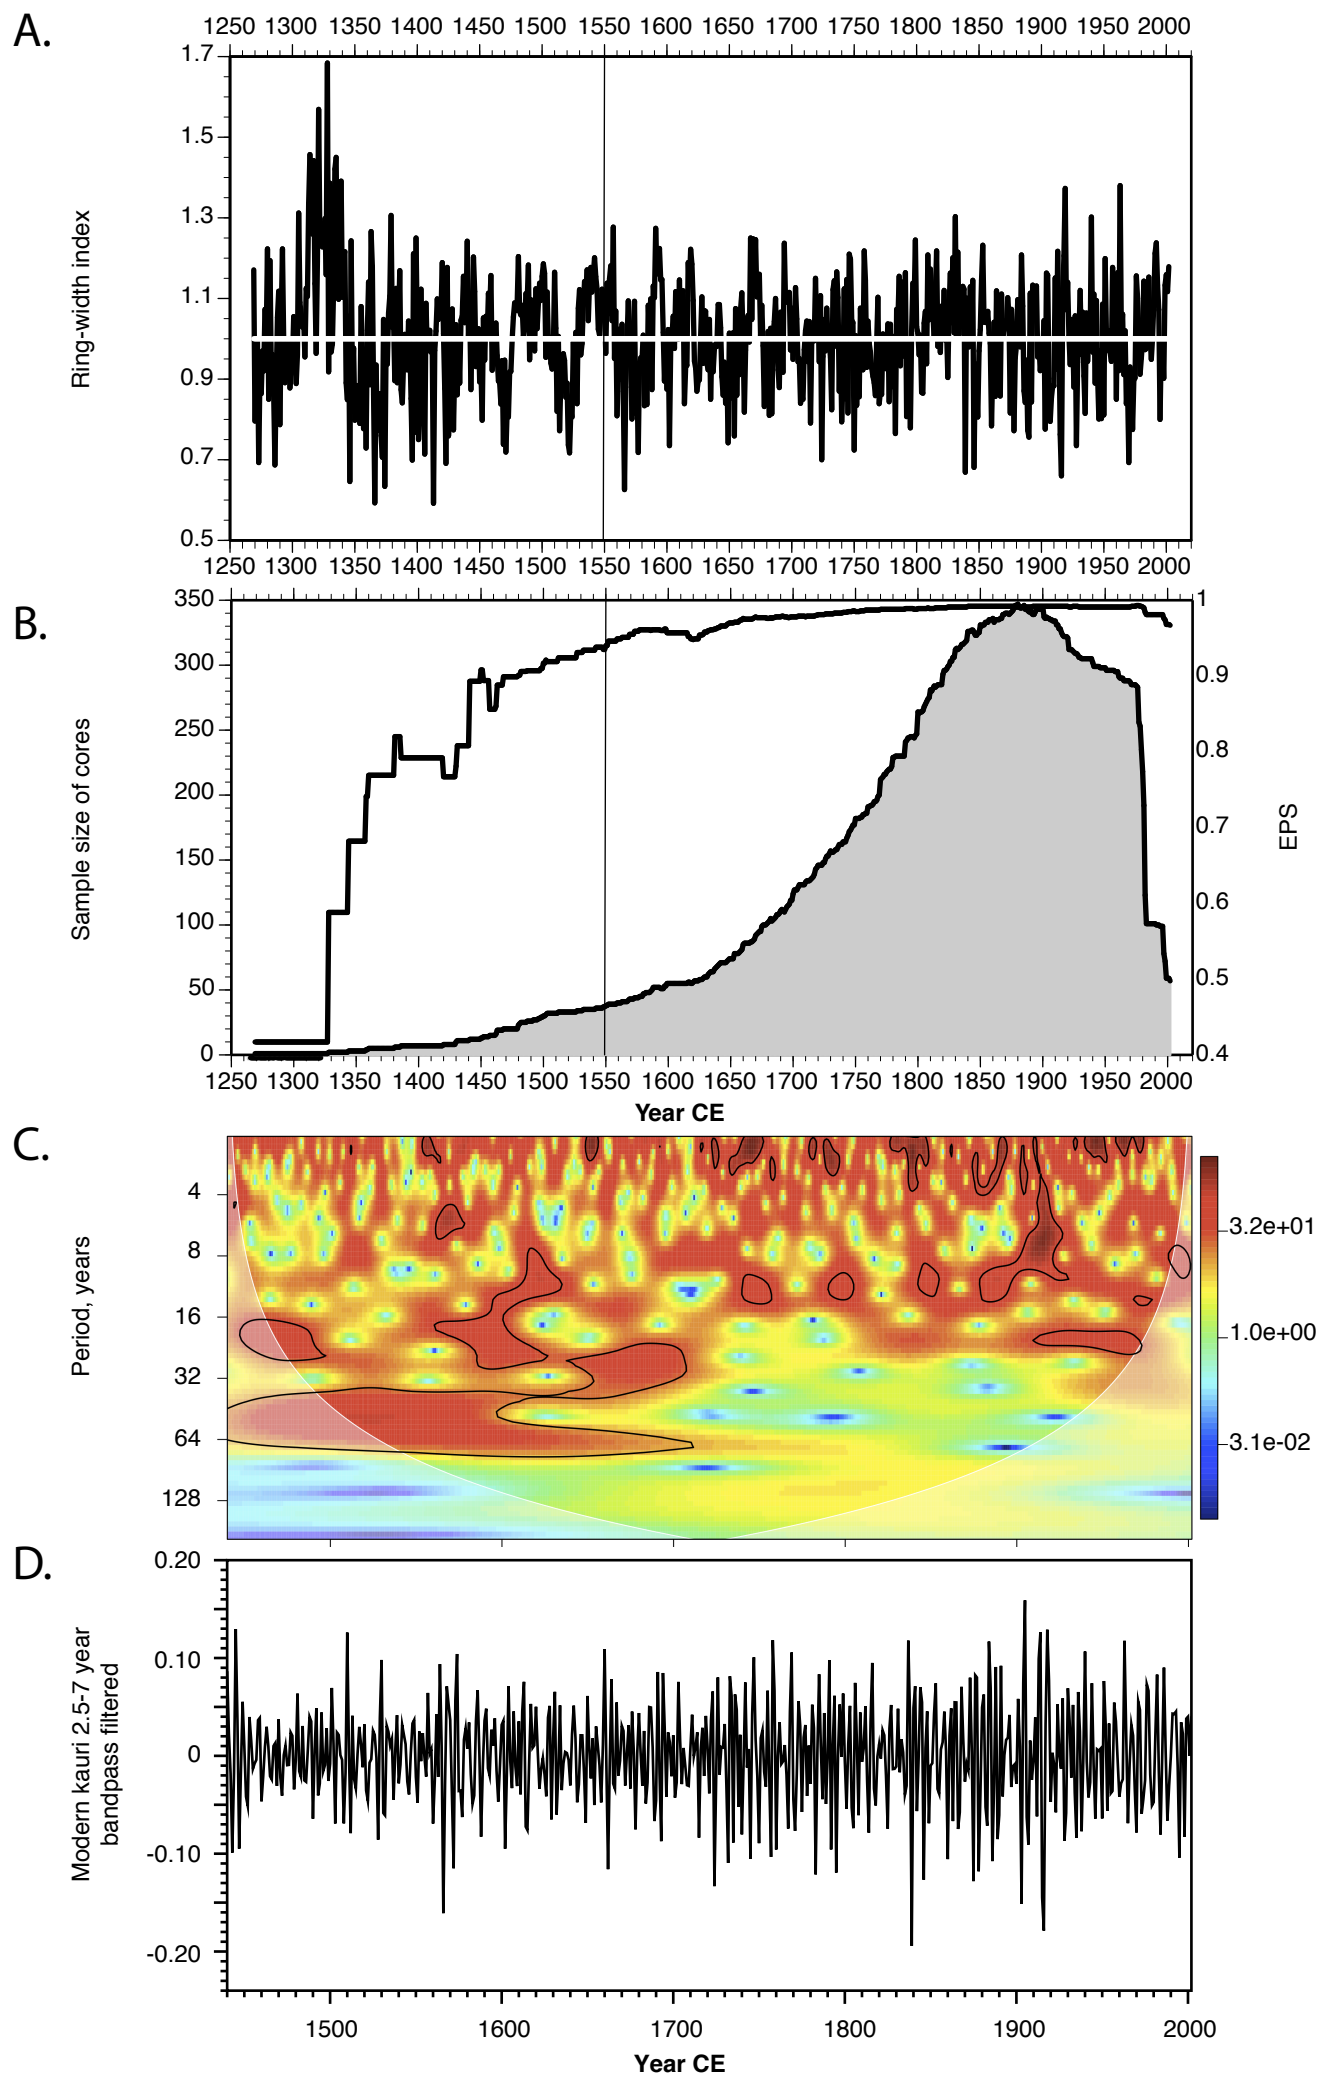 A.
1250 1300 1350 1400 1450 1500 1550 1600 1650 1700 1750 1800 1850 1900 1950 2000
1.7
1.5
1.3
1.1
0.9
0.7
0.5
Ring-width index
1250 1300 1350 1400 1450 1500 1550 1600 1650 1700 1750 1800 1850 1900 1950 2000
B.
350
300
250
200
150
100
50
0
Sample size of cores
1
0.9
0.8
0.7
0.6
0.5
0.4
EPS
1250 1300 1350 1400 1450 1500 1550 1600 1650 1700 1750 1800 1850 1900 1950 2000
Year CE
C.
4
8
16
32
64
128
Period, years
3.2e+01
1.0e+00
3.1e-02
D.
0.20
0.10
0
-0.10
-0.20
Modern kauri 2.5-7 year
bandpass filtered
1500 1600 1700 1800 1900 2000
Year CE